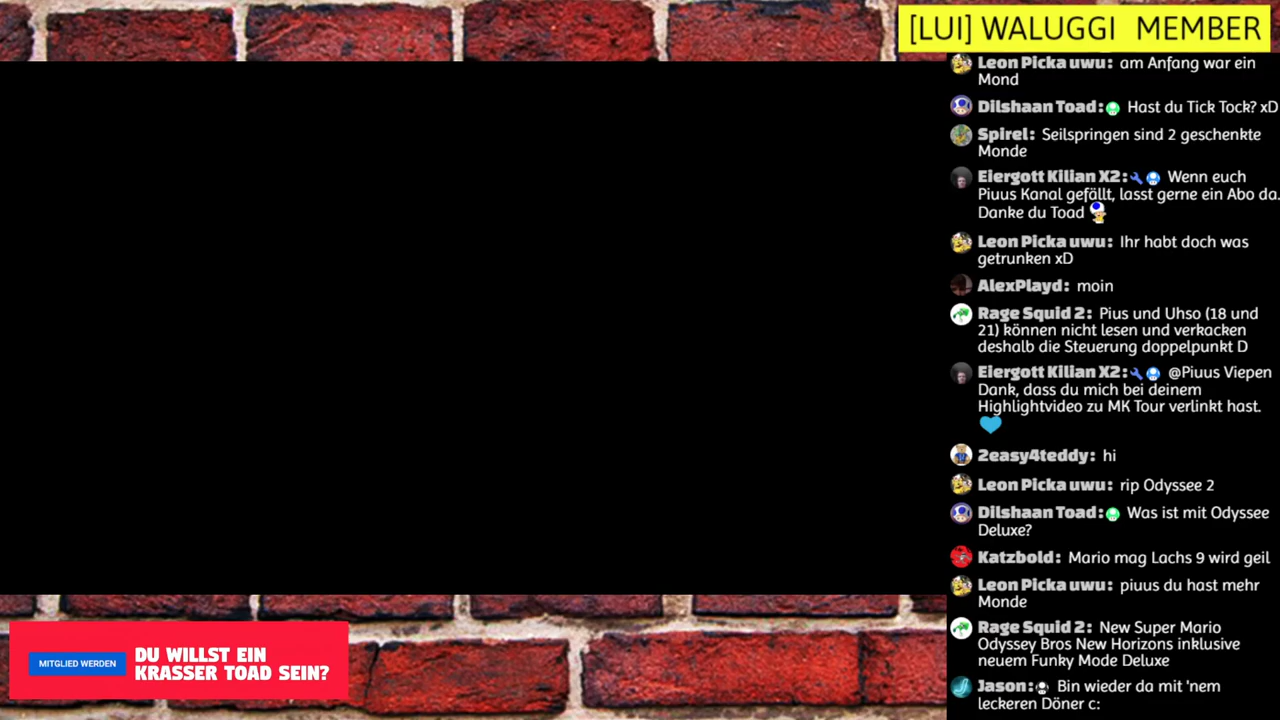 [LUI] WALUGGI MEMBER
Leon Picka uwu: am Anfang war ein
Mond
Dilshaan Toad: Hast du Tick Tock? xD
Spirel: Seilspringen sind 2 geschenkte
Monde
Eiergott Kilian X2: Wenn euch
Piuus Kanal gefällt, lasst gerne ein Abo da.
Danke du Toad
Leon Picka uwu: Ihr habt doch was
getrunken xD
AlexPlayd: moin
Rage Squid 2: Pius und Uhso (18 und
21) können nicht lesen und verkacken
deshalb die Steuerung doppelpunkt D
Eiergott Kilian X2: @Piuus Viepen
Dank, dass du mich bei deinem
Highlightvideo zu MK Tour verlinkt hast.
2easy4teddy: hi
Leon Picka uwu: rip Odyssee 2
Dilshaan Toad: Was ist mit Odyssee
Deluxe?
Katzbold: Mario mag Lachs 9 wird geil
Leon Picka uwu: piuus du hast mehr
Monde
Rage Squid 2: New Super Mario
Odyssey Bros New Horizons inklusive
neuem Funky Mode Deluxe
Jason: Bin wieder da mit 'nem
leckeren Döner c:
MITGLIED WERDEN
DU WILLST EIN
KRASSER TOAD SEIN?